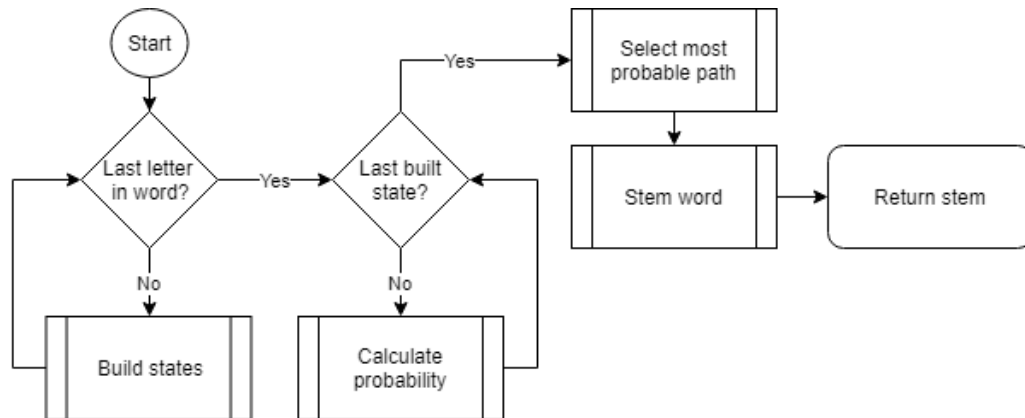 Start
Last letter
in word?
Yes
No
Build states
Last built
state?
Yes
No
Calculate
probability
Select most
probable path
Stem word
Return stem